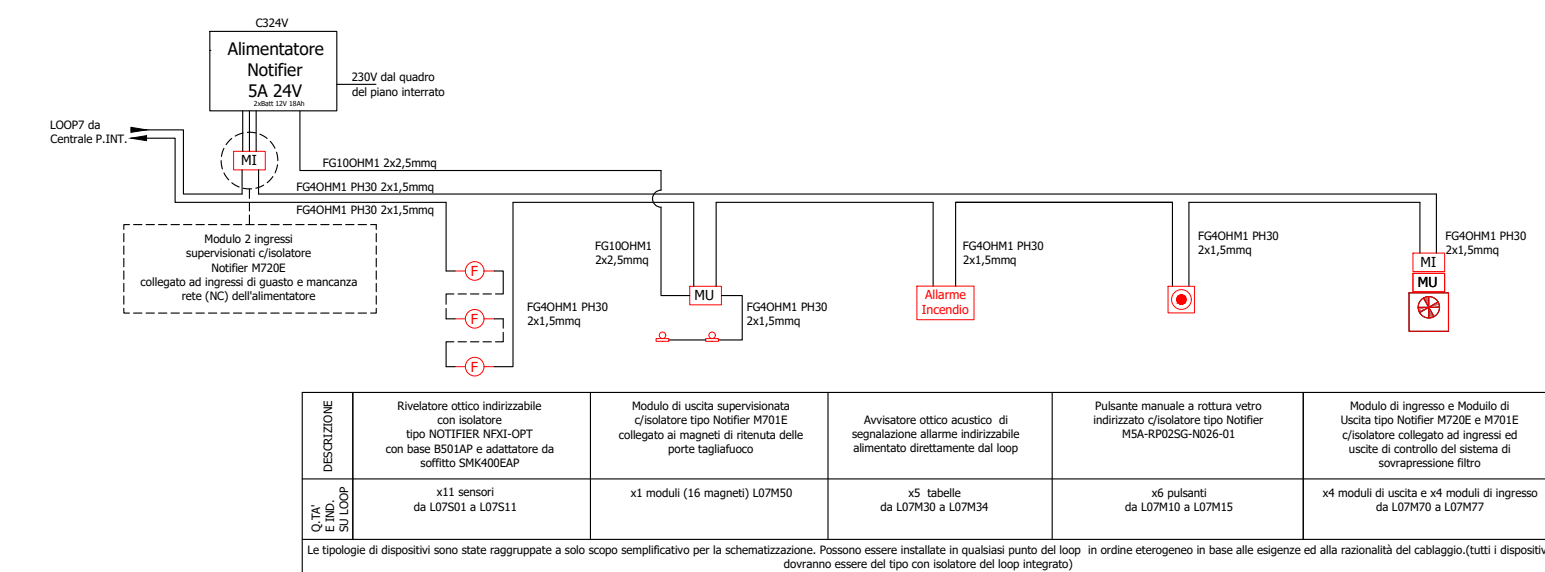 C324V
Alimentatore
Notifier
5A 24V
2xBatt 12V 18Ah
230V dal quadro
del piano interrato
LOOP7 da
Centrale P.INT.
MI
FG10OHM1 2x2,5mmq
FG4OHM1 PH30 2x1,5mmq
FG4OHM1 PH30 2x1,5mmq
Modulo 2 ingressi
supervisionati c/isolatore
Notifier M720E
collegato ad ingressi di guasto e mancanza
rete (NC) dell'alimentatore
F
F
F
FG4OHM1 PH30
2x1,5mmq
FG10OHM1
2x2,5mmq
MU
FG4OHM1 PH30
2x1,5mmq
FG4OHM1 PH30
2x1,5mmq
Allarme
Incendio
FG4OHM1 PH30
2x1,5mmq
FG4OHM1 PH30
2x1,5mmq
MI
MU
DESCRIZIONE
Rivelatore ottico indirizzabile
con isolatore
tipo NOTIFIER NFXI-OPT
con base B501AP e adattatore da
soffitto SMK400EAP
Modulo di uscita supervisionata
c/isolatore tipo Notifier M701E
collegato ai magneti di ritenuta delle
porte tagliafuoco
Avvisatore ottico acustico di
segnalazione allarme indirizzabile
alimentato direttamente dal loop
Pulsante manuale a rottura vetro
indirizzato c/isolatore tipo Notifier
M5A-RP02SG-N026-01
Modulo di ingresso e Moduilo di
Uscita tipo Notifier M720E e M701E
c/isolatore collegato ad ingressi ed
uscite di controllo del sistema di
sovrapressione filtro
Q.TA'
E IND.
SU LOOP
x11 sensori
da L07S01 a L07S11
x1 moduli (16 magneti) L07M50
x5 tabelle
da L07M30 a L07M34
x6 pulsanti
da L07M10 a L07M15
x4 moduli di uscita e x4 moduli di ingresso
da L07M70 a L07M77
Le tipologie di dispositivi sono state raggruppate a solo scopo semplificativo per la schematizzazione. Possono essere installate in qualsiasi punto del loop in ordine eterogeneo in base alle esigenze ed alla razionalità del cablaggio.(tutti i dispositiv
dovranno essere del tipo con isolatore del loop integrato)